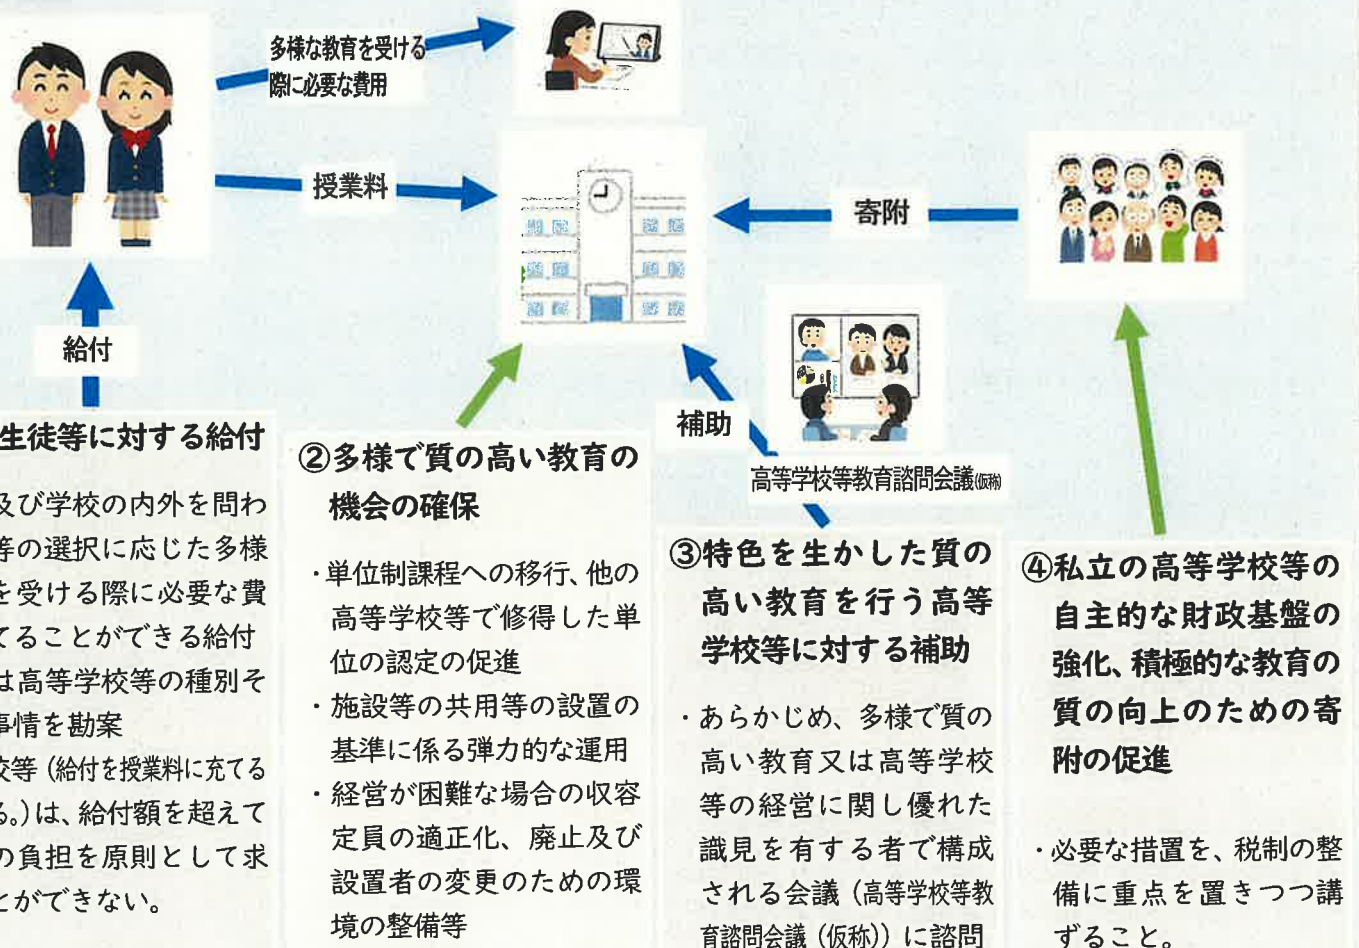 多様な教育を受ける
際に必要な費用
授業料
寄附
給付
補助
高等学校等教育諮問会議(仮称)
生徒等に対する給付
及び学校の内外を問わ
等の選択に応じた多様
を受ける際に必要な費
てることができる給付
は高等学校等の種別そ
事情を勘案
校等(給付を授業料に充てる
る。)は、給付額を超えて
の負担を原則として求
とができない。
②多様で質の高い教育の
機会の確保
・単位制課程への移行、他の
高等学校等で修得した単
位の認定の促進
・施設等の共用等の設置の
基準に係る弾力的な運用
・経営が困難な場合の収容
定員の適正化、廃止及び
設置者の変更のための環
境の整備等
③特色を生かした質の
高い教育を行う高等
学校等に対する補助
・あらかじめ、多様で質の
高い教育又は高等学校
等の経営に関し優れた
識見を有する者で構成
される会議(高等学校等教
育諮問会議(仮称))に諮問
④私立の高等学校等の
自主的な財政基盤の
強化、積極的な教育の
質の向上のための寄
附の促進
・必要な措置を、税制の整
備に重点を置きつつ講
ずること。